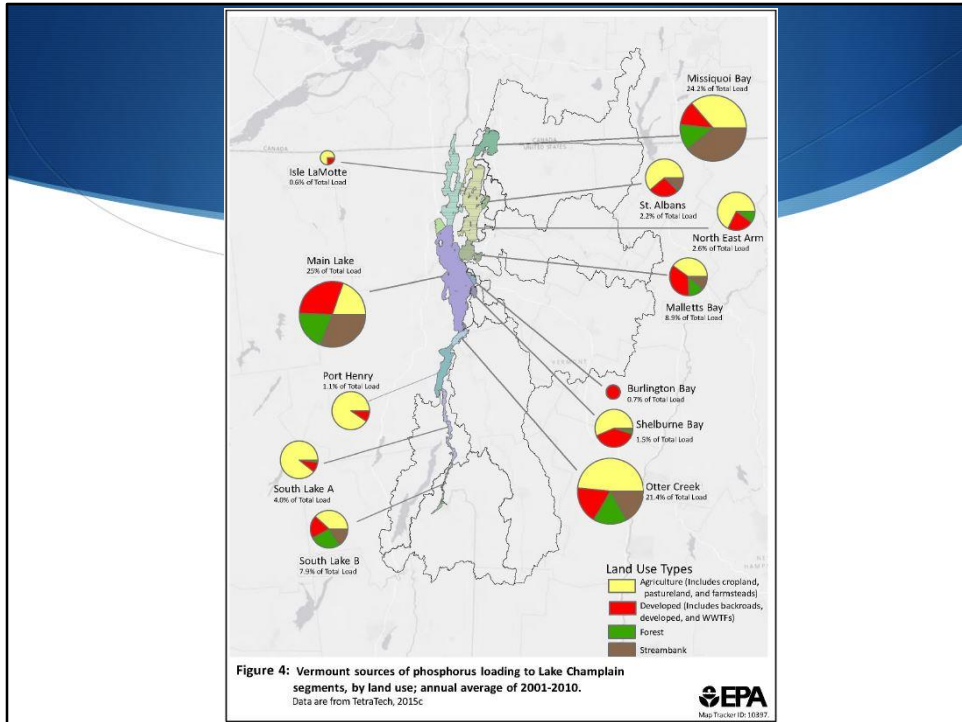 Missiquoi Bay
24.2% of Total Load
CANADA
CANADA
UNITED STATES
Isle LaMotte
0.6% of Total Load
St. Albans
2.2% of Total Load
North East Arm
2.6% of Total Load
Main Lake
25% of Total Load
Malletts Bay
8.9% of Total Load
Port Henry
1.1% of Total Load
VERMONT
Burlington Bay
0.7% of Total Load
Shelburne Bay
1.5% of Total Load
South Lake A
4.0% of Total Load
Otter Creek
21.4% of Total Load
South Lake B
7.9% of Total Load
Land Use Types
Agriculture (Includes cropland,
pastureland, and farmsteads)
Developed (Includes backroads,
developed, and WWTFs)
Forest
Streambank
Figure 4: Vermount sources of phosphorus loading to Lake Champlain
segments, by land use; annual average of 2001-2010.
Data are from TetraTech, 2015c
EPA
Map Tracker ID: 10397.